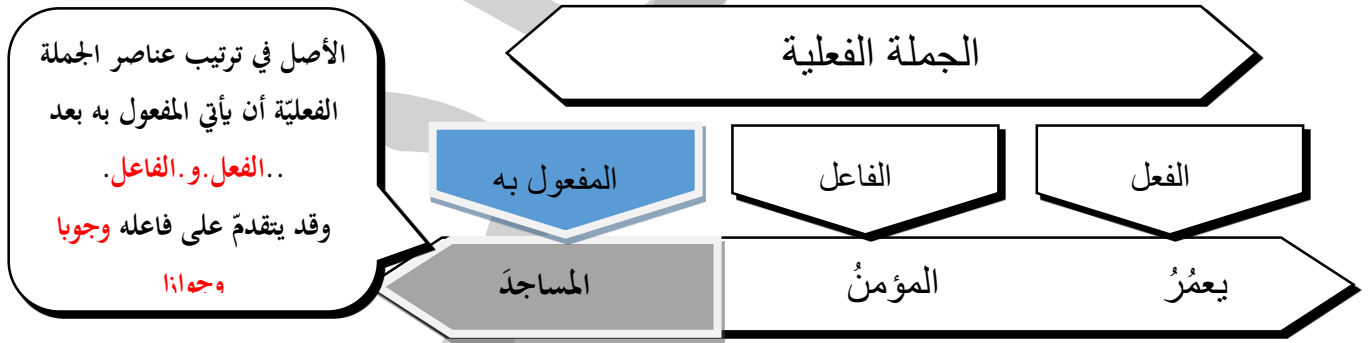 الجملة الفعلية
الأصل في ترتيب عناصر الجملة
الفعليّة أن يأتي المفعول به بعد
..الفعل.و.الفاعل.
وقد يتقدمّ على فاعله وجوبا
وجوازا
الفعل
الفاعل
المفعول به
يعمُرُ
المؤمنُ
المساجدَ